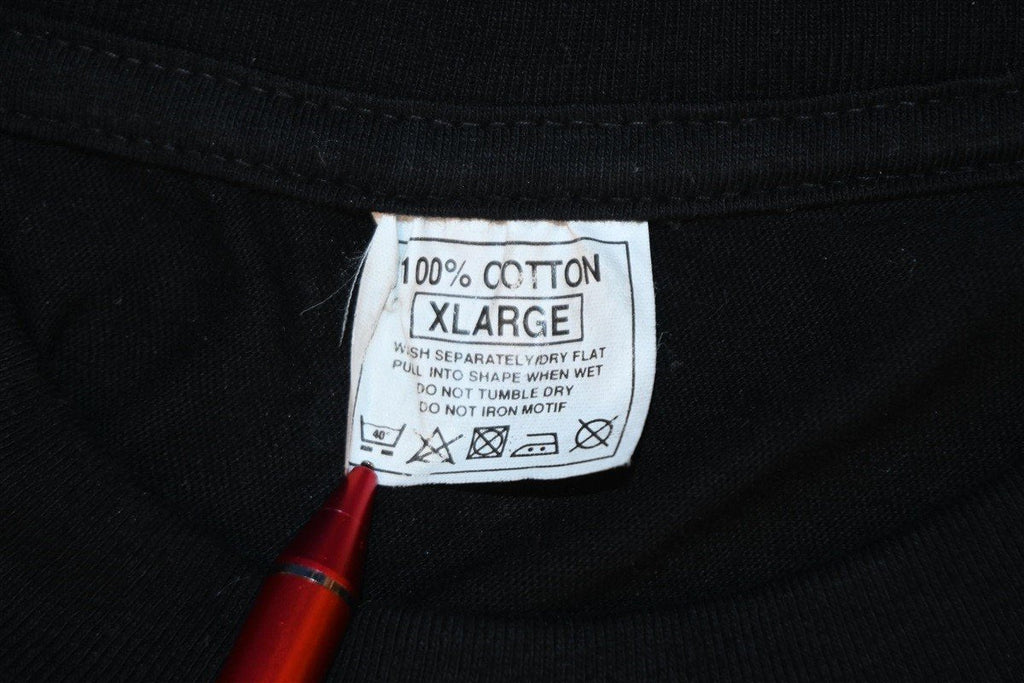 100% COTTON
XLARGE
WASH SEPARATELY/DRY FLAT
PULL INTO SHAPE WHEN WET
DO NOT TUMBLE DRY
DO NOT IRON MOTIF
40°